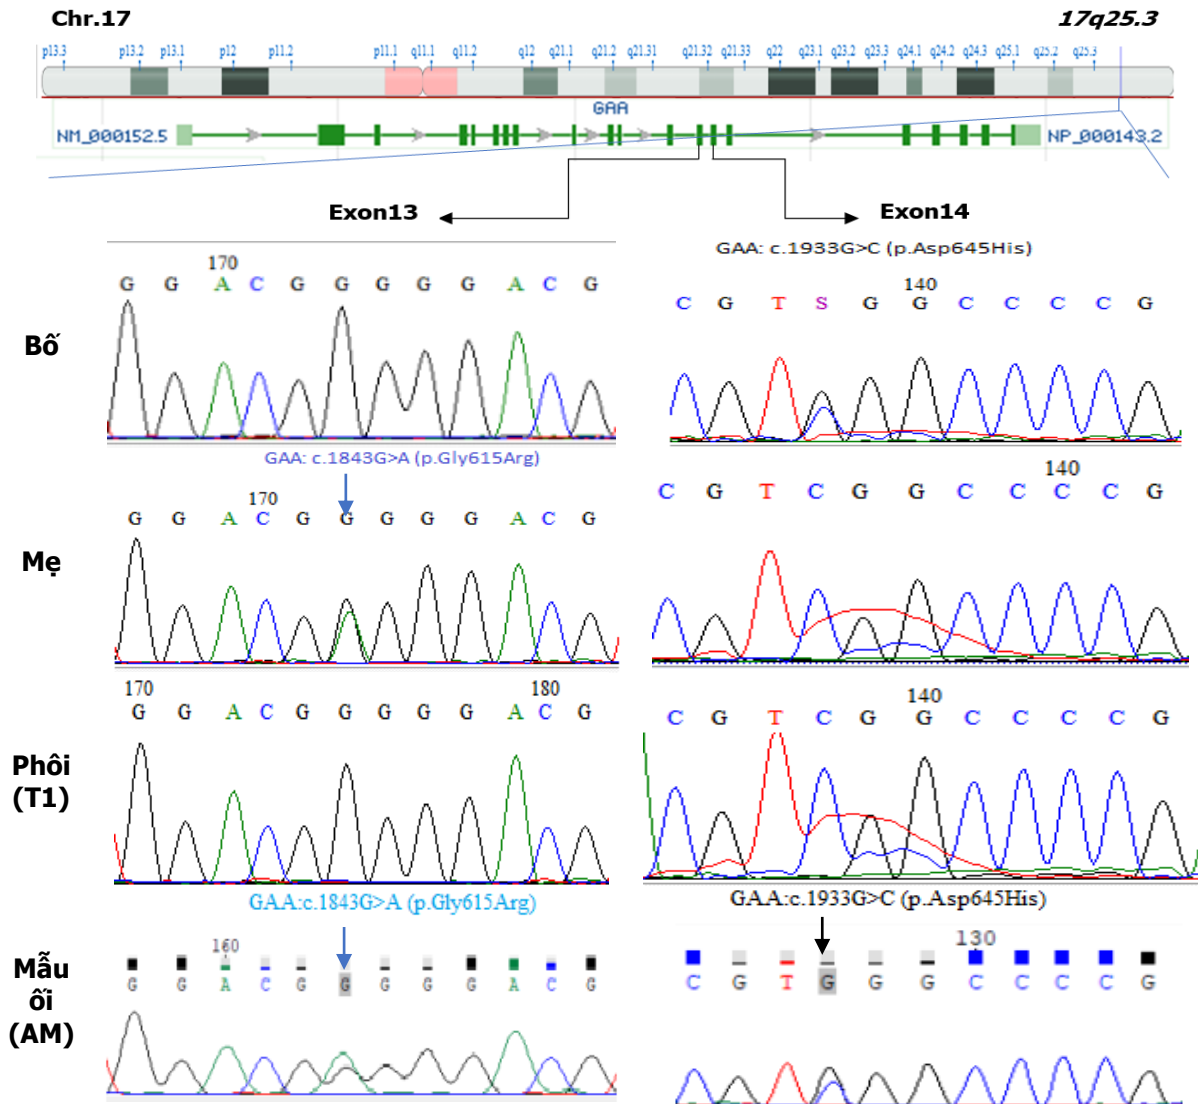 Chr.17
17q25.3
p13.3 p13.2 p13.1 p12 p11.2 p11.1 q11.1 q11.2 q12 q21.1 q21.2 q21.31 q21.32 q21.33 q22 q23.1 q23.2 q23.3 q24.1 q24.2 q24.3 q25.1 q25.2 q25.3
GAA
NM_000152.5
NP_000143.2
Exon13
Exon14
Bố
170
G G A C G G G G G A C G
GAA: c.1933G>C (p.Asp645His)
140
C G T S G G C C C C G
Mẹ
GAA: c.1843G>A (p.Gly615Arg)
170
G G A C G G G G G A C G
140
C G T C G G C C C C G
Phôi
(T1)
170 180
G G A C G G G G G A C G
140
C G T C G G C C C C G
Mẫu
ối
(AM)
GAA:c.1843G>A (p.Gly615Arg)
160
G G A C G G G G G A C G
GAA:c.1933G>C (p.Asp645His)
130
C G T G G G C C C C G